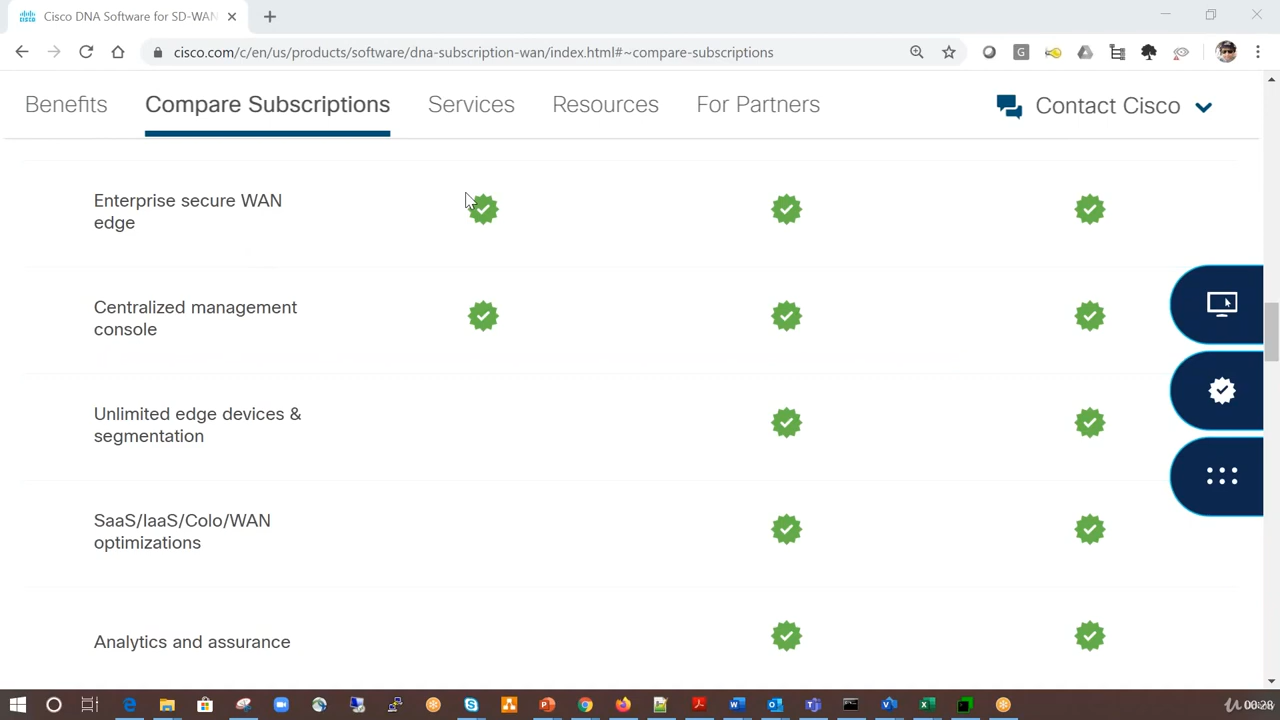 Cisco DNA Software for SD-WAN
cisco.com/c/en/us/products/software/dna-subscription-wan/index.html#~compare-subscriptions
Benefits
Compare Subscriptions
Services
Resources
For Partners
Contact Cisco
Enterprise secure WAN
edge
Centralized management
console
Unlimited edge devices &
segmentation
SaaS/IaaS/Colo/WAN
optimizations
Analytics and assurance
00:28